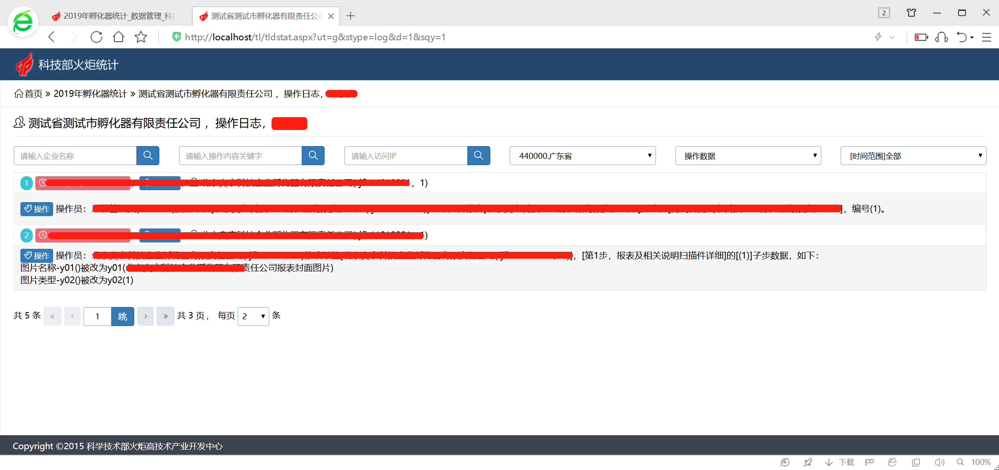 2019年孵化器统计_数据管理_科技
测试省测试市孵化器有限责任公司
2
http://localhost/tl/tldstat.aspx?ut=g&stype=log&d=1&sqy=1
科技部火炬统计
首页 » 2019年孵化器统计 » 测试省测试市孵化器有限责任公司 ，操作日志,
测试省测试市孵化器有限责任公司 ，操作日志,
请输入企业名称 请输入操作内容关键字 请输入访问IP 440000.广东省 操作数据 [时间范围]全部
1 ，1)
操作 操作员： ]，编号(1)。
2 )
操作 操作员： ，[第1步，报表及相关说明扫描件详细]的[(1)]子步数据，如下：
图片名称-y01()被改为y01( 责任公司报表封面图片)
图片类型-y02()被改为y02(1)
共 5 条 « ‹ 1 跳 › » 共 3 页， 每页 2 条
Copyright ©2015 科学技术部火炬高技术产业开发中心
下载 100%